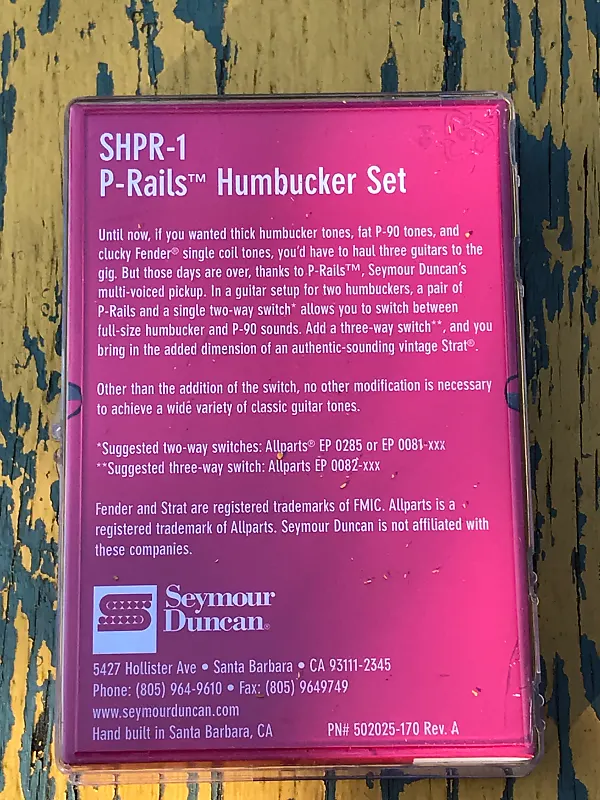 SHPR-1
P-Rails™ Humbucker Set
Until now, if you wanted thick humbucker tones, fat P-90 tones, and
clucky Fender® single coil tones, you'd have to haul three guitars to the
gig. But those days are over, thanks to P-Rails™, Seymour Duncan's
multi-voiced pickup. In a guitar setup for two humbuckers, a pair of
P-Rails and a single two-way switch* allows you to switch between
full-size humbucker and P-90 sounds. Add a three-way switch**, and you
bring in the added dimension of an authentic-sounding vintage Strat®.
Other than the addition of the switch, no other modification is necessary
to achieve a wide variety of classic guitar tones.
*Suggested two-way switches: Allparts® EP 0285 or EP 0081-xxx
**Suggested three-way switch: Allparts EP 0082-xxx
Fender and Strat are registered trademarks of FMIC. Allparts is a
registered trademark of Allparts. Seymour Duncan is not affiliated with
these companies.
Seymour
Duncan®
5427 Hollister Ave • Santa Barbara • CA 93111-2345
Phone: (805) 964-9610 • Fax: (805) 9649749
www.seymourduncan.com
Hand built in Santa Barbara, CA PN# 502025-170 Rev. A